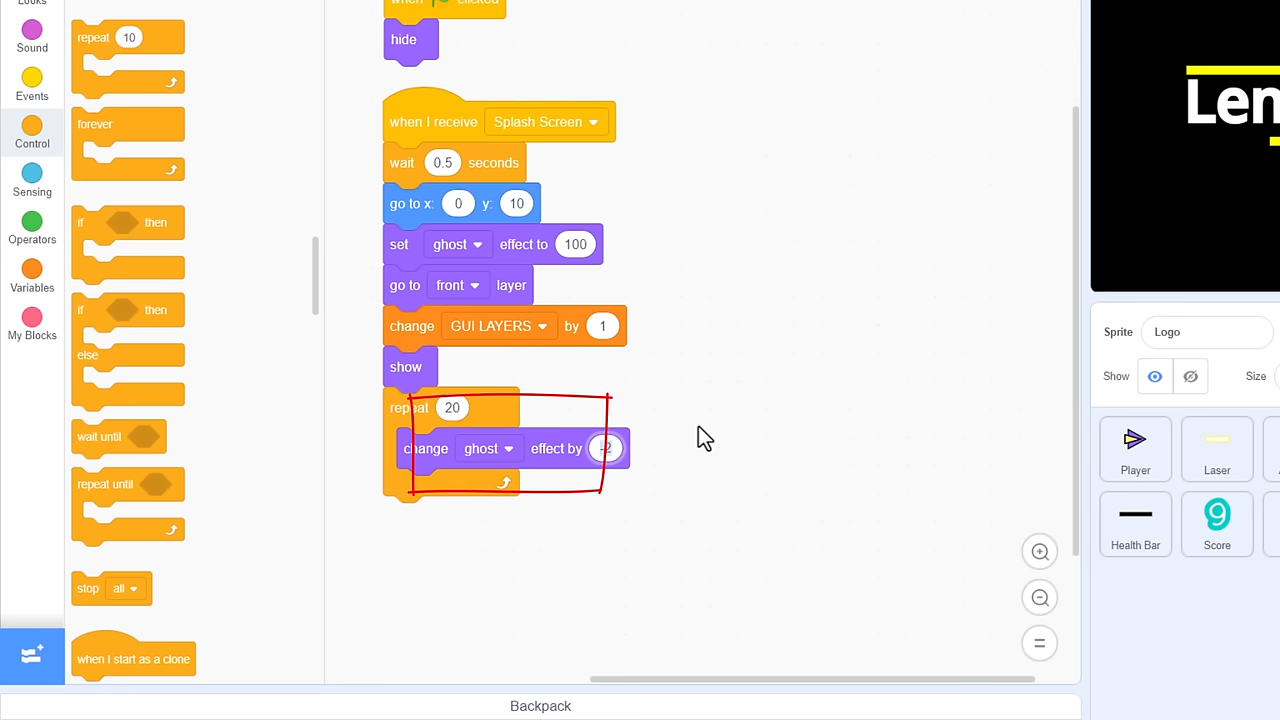 Looks
Sound
Events
Control
Sensing
Operators
Variables
My Blocks
repeat 10
forever
if then
if then
else
wait until
repeat until
stop all
when I start as a clone
when clicked
hide
when I receive Splash Screen
wait 0.5 seconds
go to x: 0 y: 10
set ghost effect to 100
go to front layer
change GUI LAYERS by 1
show
repeat 20
change ghost effect by -2
Backpack
Len
Sprite Logo
Show Size
Player Laser
Health Bar Score